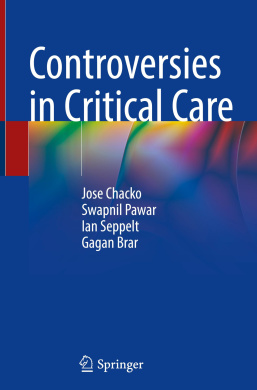 Controversies
in Critical Care
Jose Chacko
Swapnil Pawar
Ian Seppelt
Gagan Brar
Springer